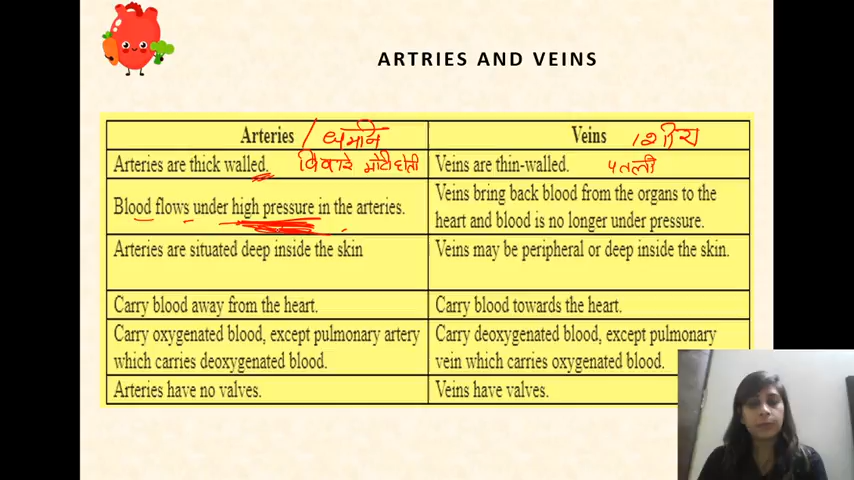 ARTRIES AND VEINS
Arteries / धमनि
Veins / शीरा
Arteries are thick walled. दिवारे मोटी होती
Veins are thin-walled. पतली
Blood flows under high pressure in the arteries.
Veins bring back blood from the organs to the
heart and blood is no longer under pressure.
Arteries are situated deep inside the skin
Veins may be peripheral or deep inside the skin.
Carry blood away from the heart.
Carry blood towards the heart.
Carry oxygenated blood, except pulmonary artery
which carries deoxygenated blood.
Carry deoxygenated blood, except pulmonary
vein which carries oxygenated blood.
Arteries have no valves.
Veins have valves.